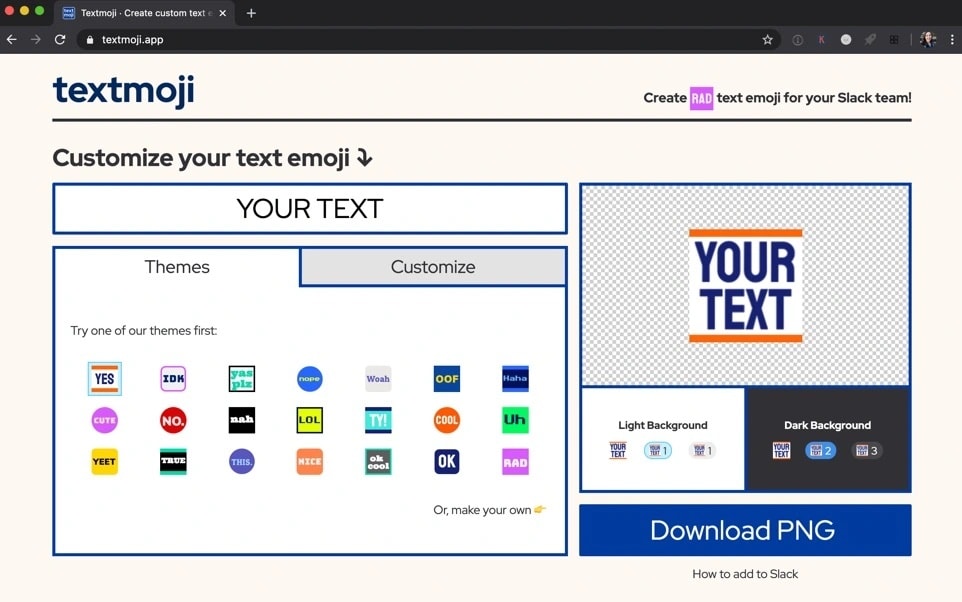 Textmoji · Create custom text e
textmoji.app
textmoji
Create RAD text emoji for your Slack team!
Customize your text emoji
YOUR TEXT
Themes
Customize
Try one of our themes first:
YES
IDK
yas
plz
nope
Woah
OOF
Haha
CUTE
NO.
nah
LOL
TY!
COOL
Uh
YEET
TRUE
THIS.
NICE
ok
cool
OK
RAD
Or, make your own
YOUR
TEXT
Light Background
YOUR
TEXT
1
1
Dark Background
YOUR
TEXT
2
3
Download PNG
How to add to Slack